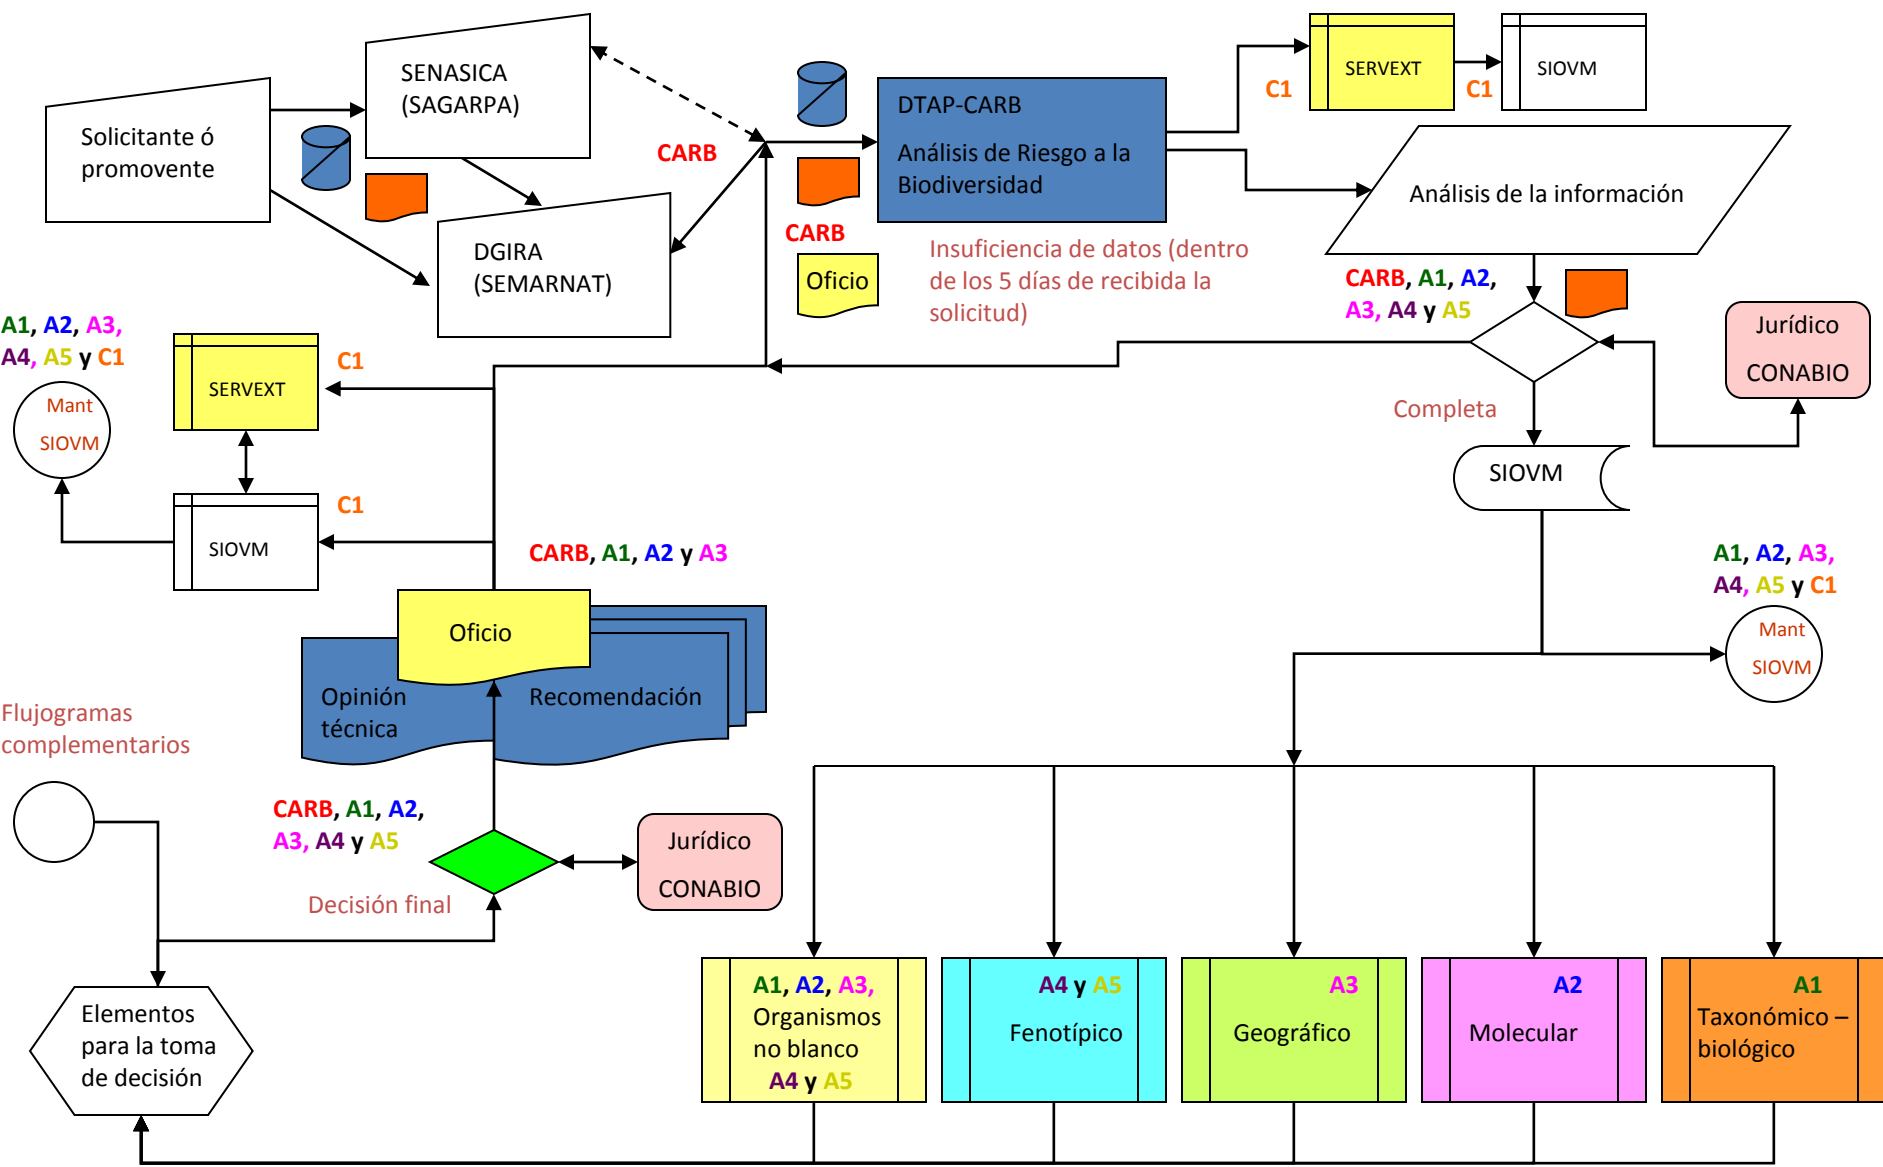 SENASICA
(SAGARPA)
Solicitante ó
promovente
CARB
DTAP-CARB
Análisis de Riesgo a la
Biodiversidad
C1
SERVEXT
C1
SIOVM
Análisis de la información
DGIRA
(SEMARNAT)
CARB
Oficio
Insuficiencia de datos (dentro
de los 5 días de recibida la
solicitud)
CARB, A1, A2,
A3, A4 y A5
Jurídico
CONABIO
A1, A2, A3,
A4, A5 y C1
Mant
SIOVM
SERVEXT
C1
Completa
SIOVM
C1
SIOVM
CARB, A1, A2 y A3
A1, A2, A3,
A4, A5 y C1
Mant
SIOVM
Oficio
Opinión
técnica
Recomendación
Flujogramas
complementarios
CARB, A1, A2,
A3, A4 y A5
Jurídico
CONABIO
Decisión final
Elementos
para la toma
de decisión
A1, A2, A3,
Organismos
no blanco
A4 y A5
A4 y A5
Fenotípico
A3
Geográfico
A2
Molecular
A1
Taxonómico –
biológico